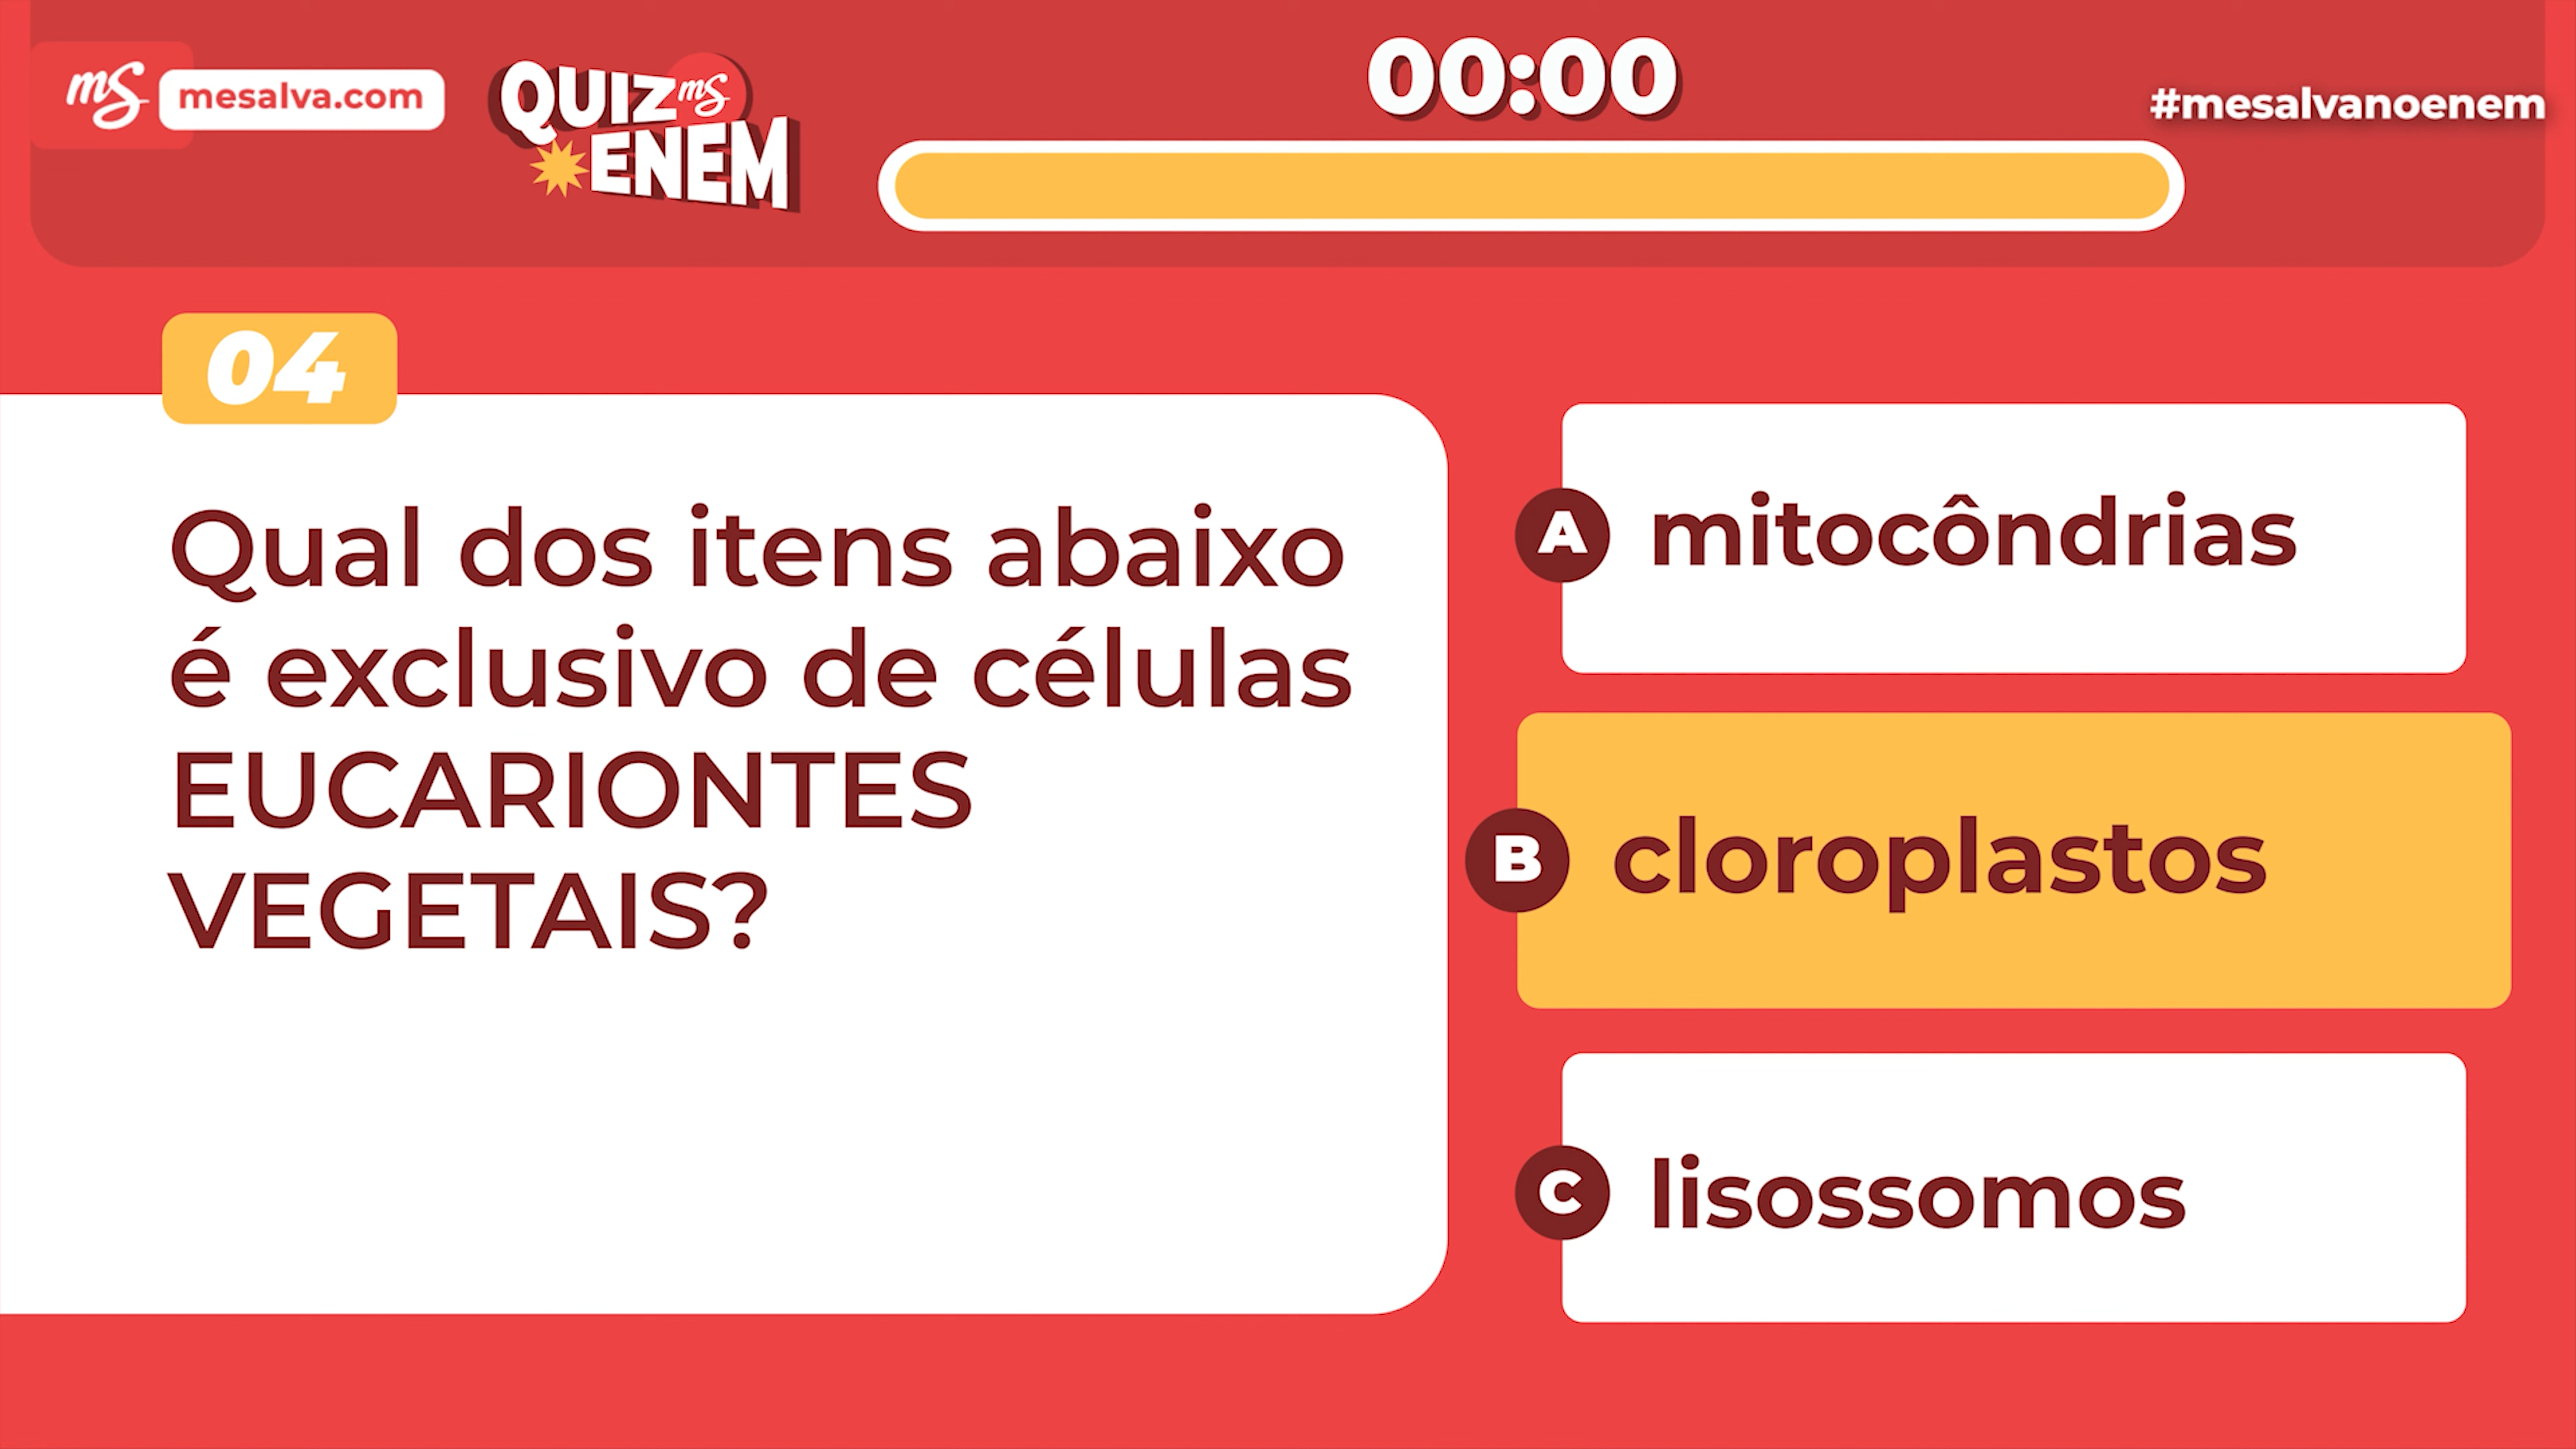 mS mesalva.com
QUIZ mS
ENEM
00:00
#mesalvanoenem
04
Qual dos itens abaixo
é exclusivo de células
EUCARIONTES
VEGETAIS?
A mitocôndrias
B cloroplastos
C lisossomos